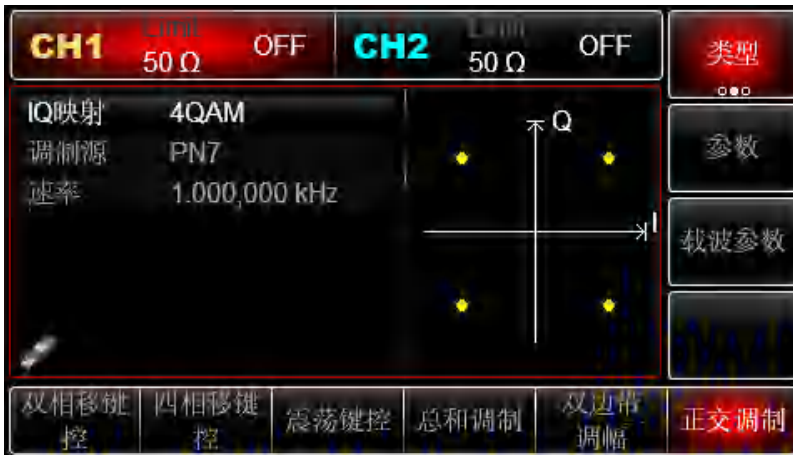 CH1 Limit 50 Ω OFF
CH2 Limit 50 Ω OFF
类型
IQ映射 4QAM
调制源 PN7
速率 1.000,000 kHz
Q
I
参数
载波参数
双相移键控
四相移键控
震荡键控
总和调制
双边带调幅
正交调制